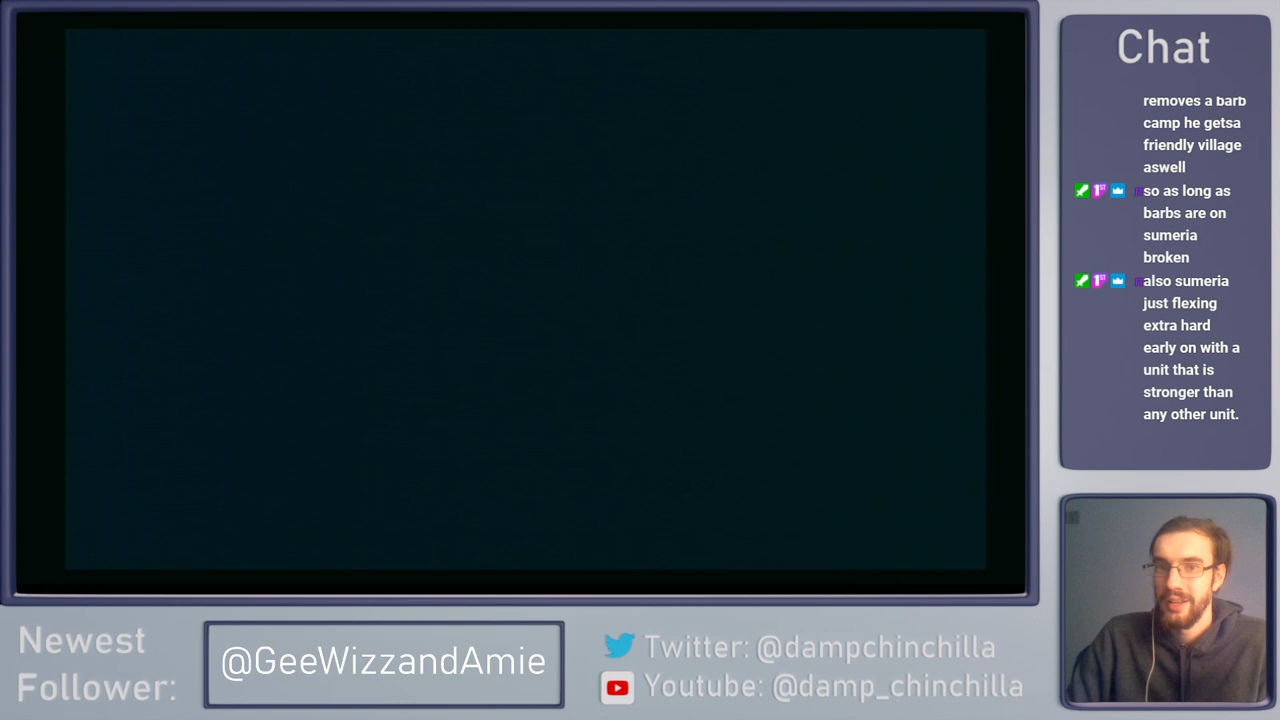 Chat
removes a barb
camp he getsa
friendly village
aswell
so as long as
barbs are on
sumeria
broken
also sumeria
just flexing
extra hard
early on with a
unit that is
stronger than
any other unit.
Newest
Follower:
@GeeWizzandAmie
Twitter: @dampchinchilla
Youtube: @damp_chinchilla